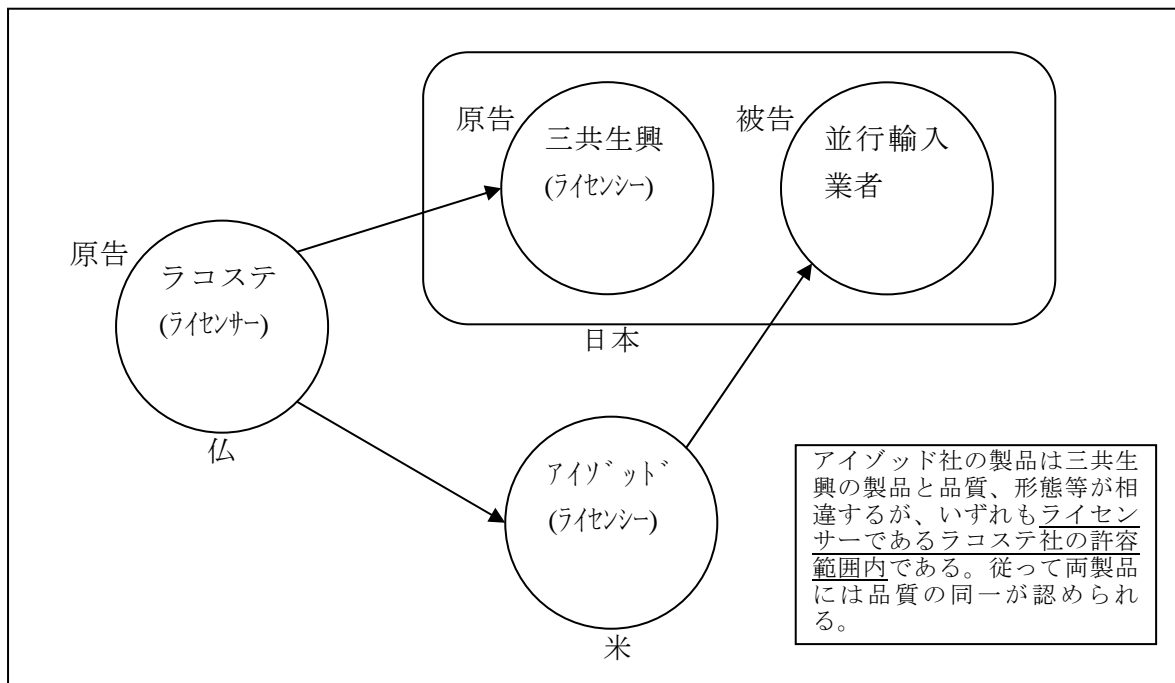 原告
三共生興
(ライセンシー)
被告
並行輸入
業者
原告
ラコステ
(ライセンサー)
日本
仏
アイゾッド
(ライセンシー)
米
アイゾッド社の製品は三共生
興の製品と品質、形態等が相
違するが、いずれもライセン
サーであるラコステ社の許容
範囲内である。従って両製品
には品質の同一が認められ
る。